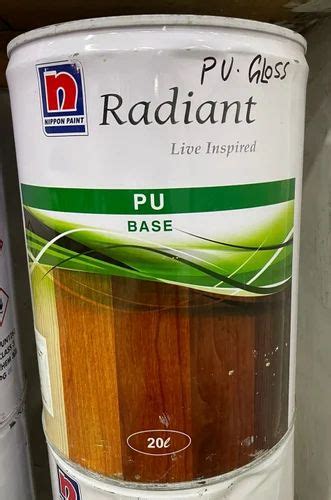 PU. Gloss
n
NIPPON PAINT
Radiant
Live Inspired
PU
BASE
20ℓ